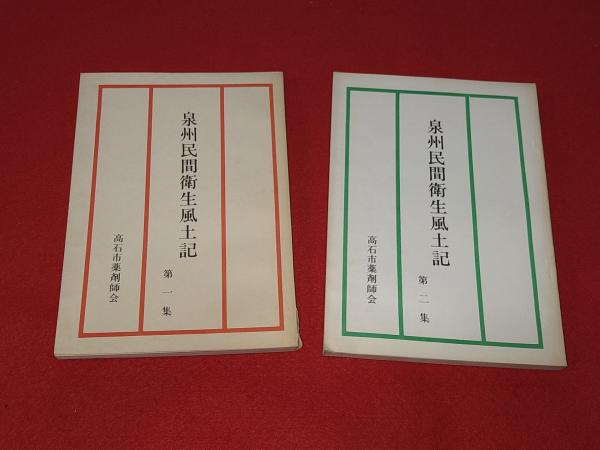 泉州民間衛生風土記
第一集
高石市薬剤師会
泉州民間衛生風土記
第二集
高石市薬剤師会